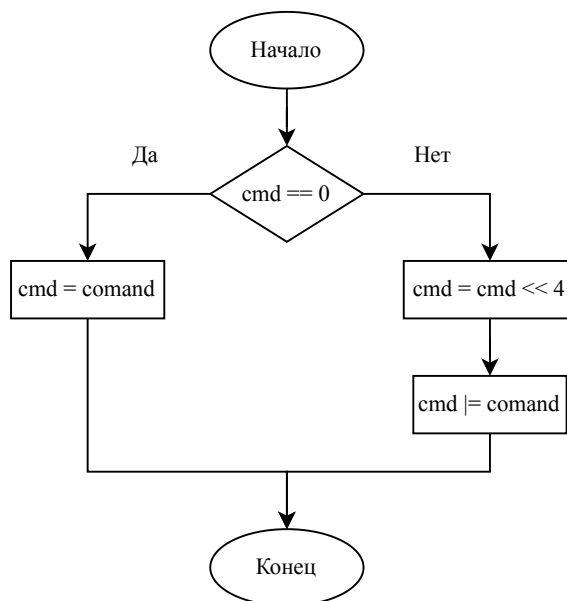 Начало
Да
Нет
cmd == 0
cmd = comand
cmd = cmd << 4
cmd |= comand
Конец